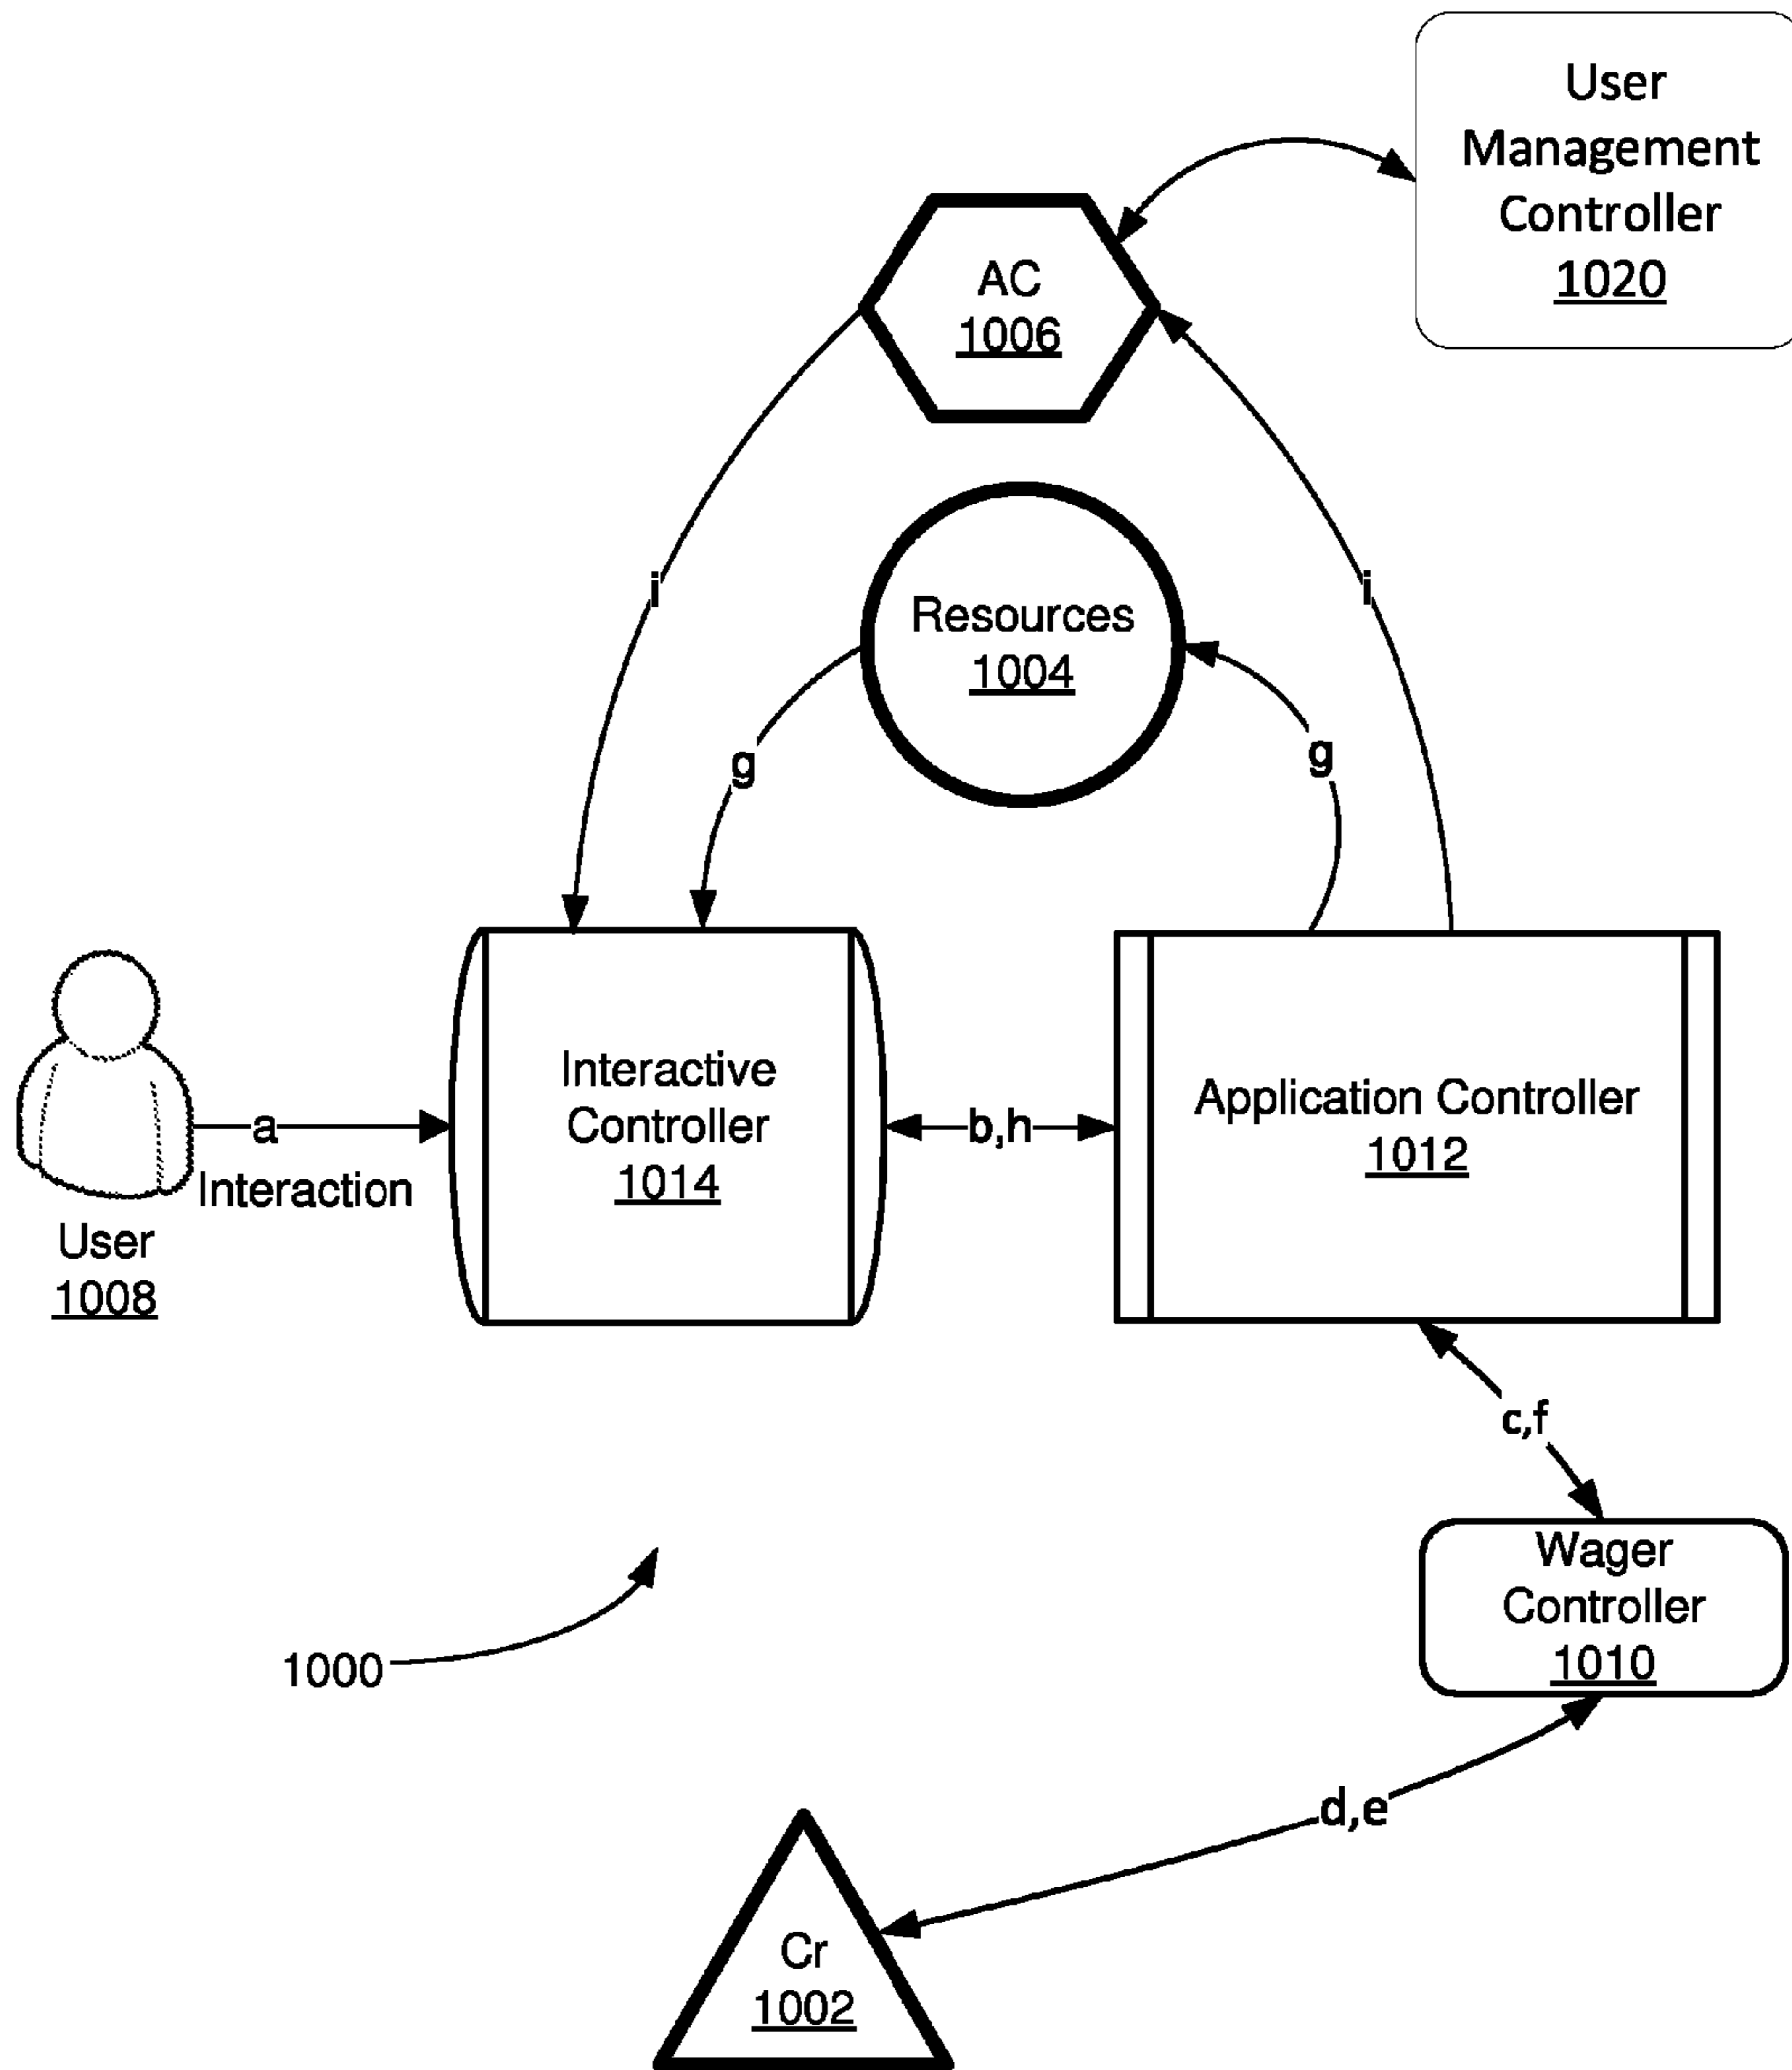 User
Management
Controller
1020
AC
1006
i
i
Resources
1004
g
g
Interactive
Controller
1014
Application Controller
1012
a
Interaction
b,h
User
1008
c,f
Wager
Controller
1010
1000
d,e
Cr
1002